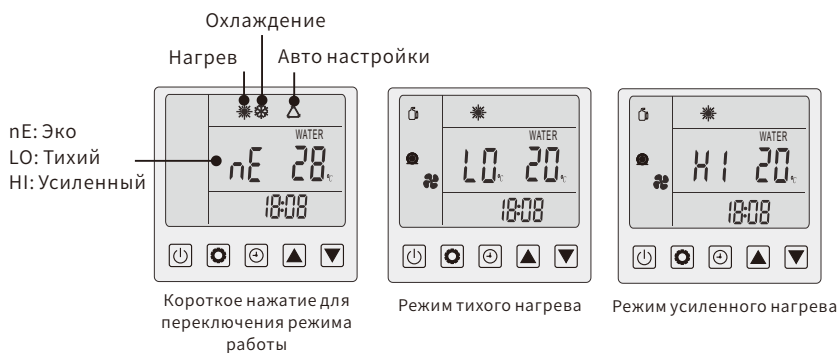 Охлаждение
Нагрев
Авто настройки
nE: Эко
LO: Тихий
HI: Усиленный
WATER
nE 28 °C
18:08
WATER
LO °C 20 °C
18:08
WATER
HI 20 °C
18:08
Короткое нажатие для
переключения режима
работы
Режим тихого нагрева
Режим усиленного нагрева